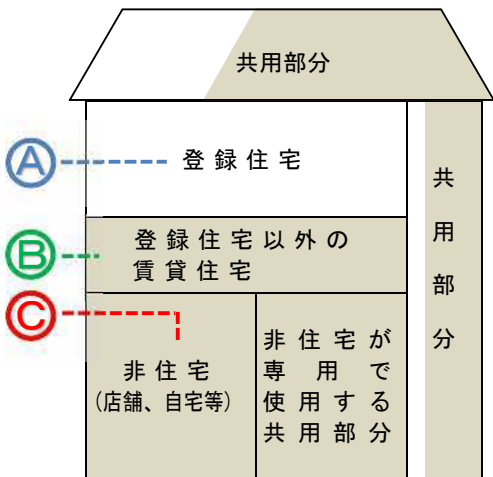 共用部分
Ⓐ
登録住宅
Ⓑ
登録住宅以外の
賃貸住宅
Ⓒ
非住宅
(店舗、自宅等)
非住宅が
専用で
使用する
共用部分
共用部分